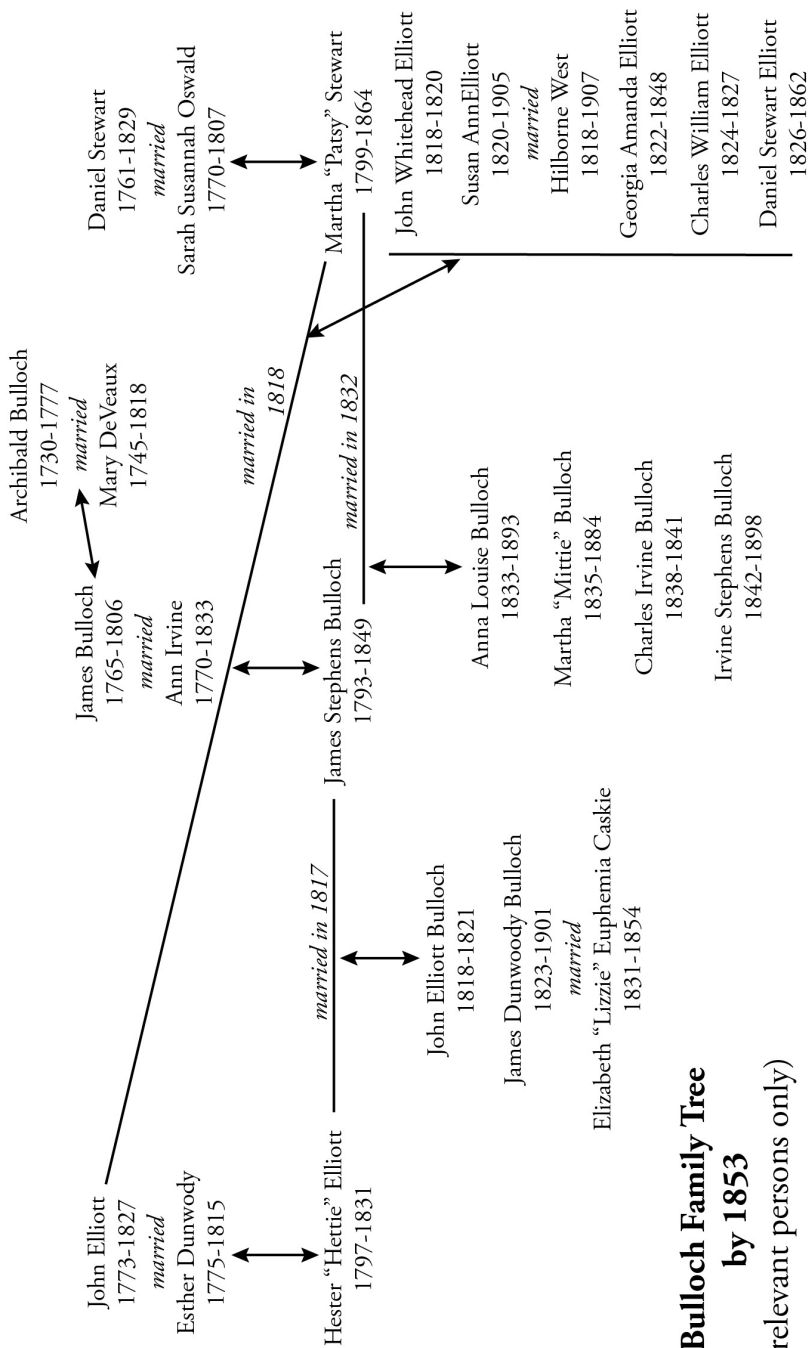 Archibald Bulloch
1730-1777
married
Mary DeVeaux
1745-1818
John Elliott
1773-1827
married
Esther Dunwody
1775-1815
James Bulloch
1765-1806
married
Ann Irvine
1770-1833
Daniel Stewart
1761-1829
married
Sarah Susannah Oswald
1770-1807
married in
1818
Hester “Hettie” Elliott
1797-1831
married in 1817
James Stephens Bulloch
1793-1849
married in 1832
Martha “Patsy” Stewart
1799-1864
John Elliott Bulloch
1818-1821
James Dunwoody Bulloch
1823-1901
married
Elizabeth “Lizzie” Euphemia Caskie
1831-1854
Anna Louise Bulloch
1833-1893
Martha “Mittie” Bulloch
1835-1884
Charles Irvine Bulloch
1838-1841
Irvine Stephens Bulloch
1842-1898
John Whitehead Elliott
1818-1820
Susan AnnElliott
1820-1905
married
Hilborne West
1818-1907
Georgia Amanda Elliott
1822-1848
Charles William Elliott
1824-1827
Daniel Stewart Elliott
1826-1862
Bulloch Family Tree
by 1853
relevant persons only)